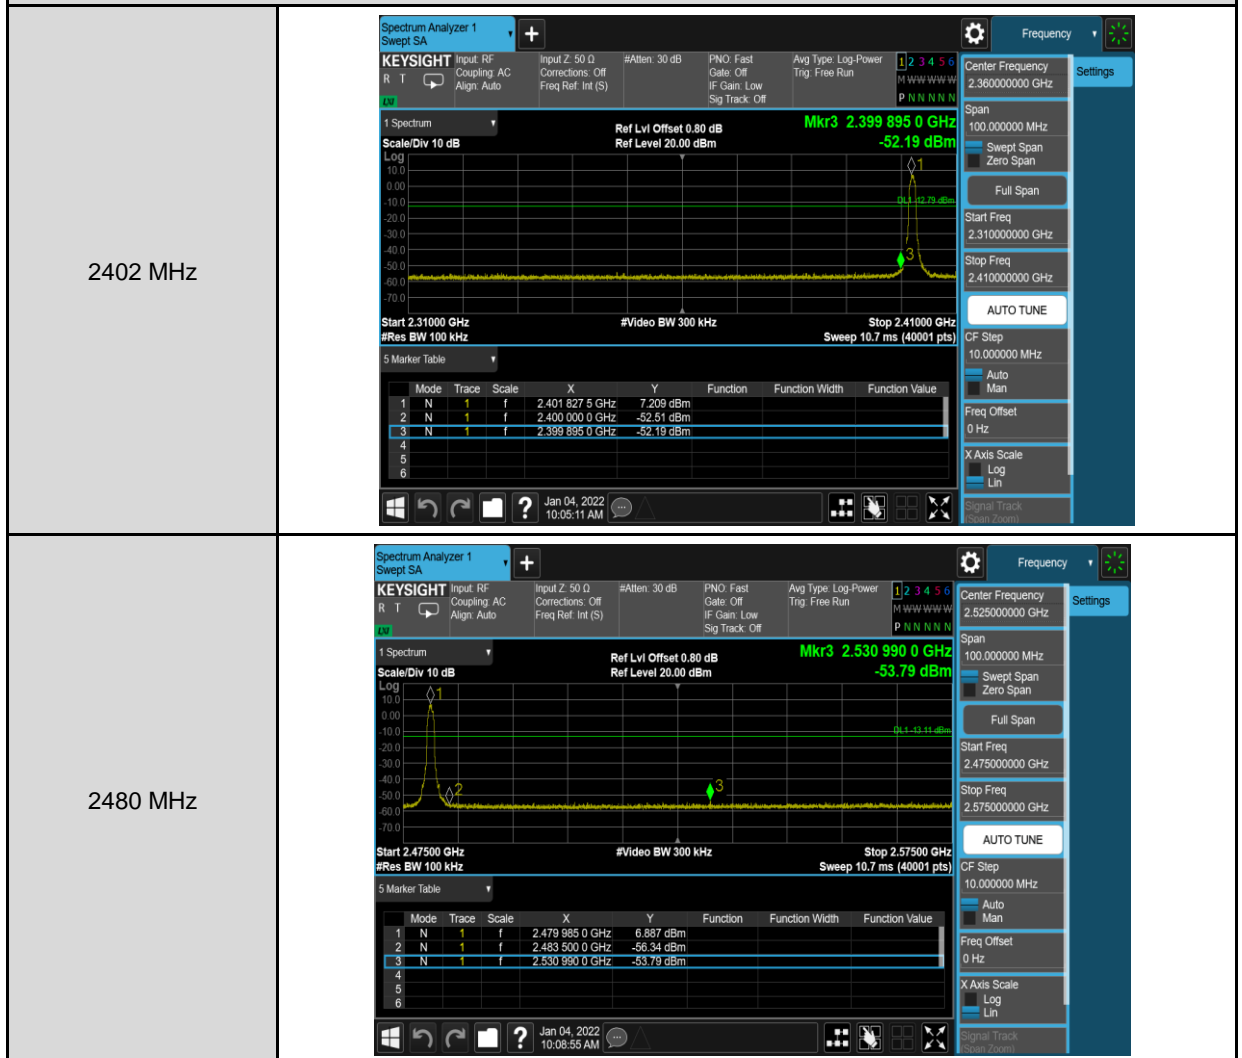 2402 MHz
Spectrum Analyzer 1
Swept SA
+
Frequency
KEYSIGHT
R T
LXI
Input: RF
Coupling: AC
Align: Auto
Input Z: 50 Ω
Corrections: Off
Freq Ref: Int (S)
#Atten: 30 dB
PNO: Fast
Gate: Off
IF Gain: Low
Sig Track: Off
Avg Type: Log-Power
Trig: Free Run
1 2 3 4 5 6
M W W W W W
P N N N N N
Center Frequency
2.360000000 GHz
Settings
1 Spectrum
Scale/Div 10 dB
Ref Lvl Offset 0.80 dB
Ref Level 20.00 dBm
Mkr3 2.399 895 0 GHz
-52.19 dBm
Log
10.0
0.00
-10.0
-20.0
-30.0
-40.0
-50.0
-60.0
-70.0
1
DL1 -12.79 dBm
3
Start 2.31000 GHz
#Res BW 100 kHz
#Video BW 300 kHz
Stop 2.41000 GHz
Sweep 10.7 ms (40001 pts)
Span
100.000000 MHz
Swept Span
Zero Span
Full Span
Start Freq
2.310000000 GHz
Stop Freq
2.410000000 GHz
AUTO TUNE
CF Step
10.000000 MHz
Auto
Man
Freq Offset
0 Hz
X Axis Scale
Log
Lin
Signal Track
(Span Zoom)
5 Marker Table
Mode Trace Scale X Y Function Function Width Function Value
1 N 1 f 2.401 827 5 GHz 7.209 dBm
2 N 1 f 2.400 000 0 GHz -52.51 dBm
3 N 1 f 2.399 895 0 GHz -52.19 dBm
4
5
6
?
Jan 04, 2022
10:05:11 AM
2480 MHz
Spectrum Analyzer 1
Swept SA
+
Frequency
KEYSIGHT
R T
LXI
Input: RF
Coupling: AC
Align: Auto
Input Z: 50 Ω
Corrections: Off
Freq Ref: Int (S)
#Atten: 30 dB
PNO: Fast
Gate: Off
IF Gain: Low
Sig Track: Off
Avg Type: Log-Power
Trig: Free Run
1 2 3 4 5 6
M W W W W W
P N N N N N
Center Frequency
2.525000000 GHz
Settings
1 Spectrum
Scale/Div 10 dB
Ref Lvl Offset 0.80 dB
Ref Level 20.00 dBm
Mkr3 2.530 990 0 GHz
-53.79 dBm
Log
10.0
0.00
-10.0
-20.0
-30.0
-40.0
-50.0
-60.0
-70.0
1
DL1 -13.11 dBm
2
3
Start 2.47500 GHz
#Res BW 100 kHz
#Video BW 300 kHz
Stop 2.57500 GHz
Sweep 10.7 ms (40001 pts)
Span
100.000000 MHz
Swept Span
Zero Span
Full Span
Start Freq
2.475000000 GHz
Stop Freq
2.575000000 GHz
AUTO TUNE
CF Step
10.000000 MHz
Auto
Man
Freq Offset
0 Hz
X Axis Scale
Log
Lin
Signal Track
(Span Zoom)
5 Marker Table
Mode Trace Scale X Y Function Function Width Function Value
1 N 1 f 2.479 985 0 GHz 6.887 dBm
2 N 1 f 2.483 500 0 GHz -56.34 dBm
3 N 1 f 2.530 990 0 GHz -53.79 dBm
4
5
6
?
Jan 04, 2022
10:08:55 AM